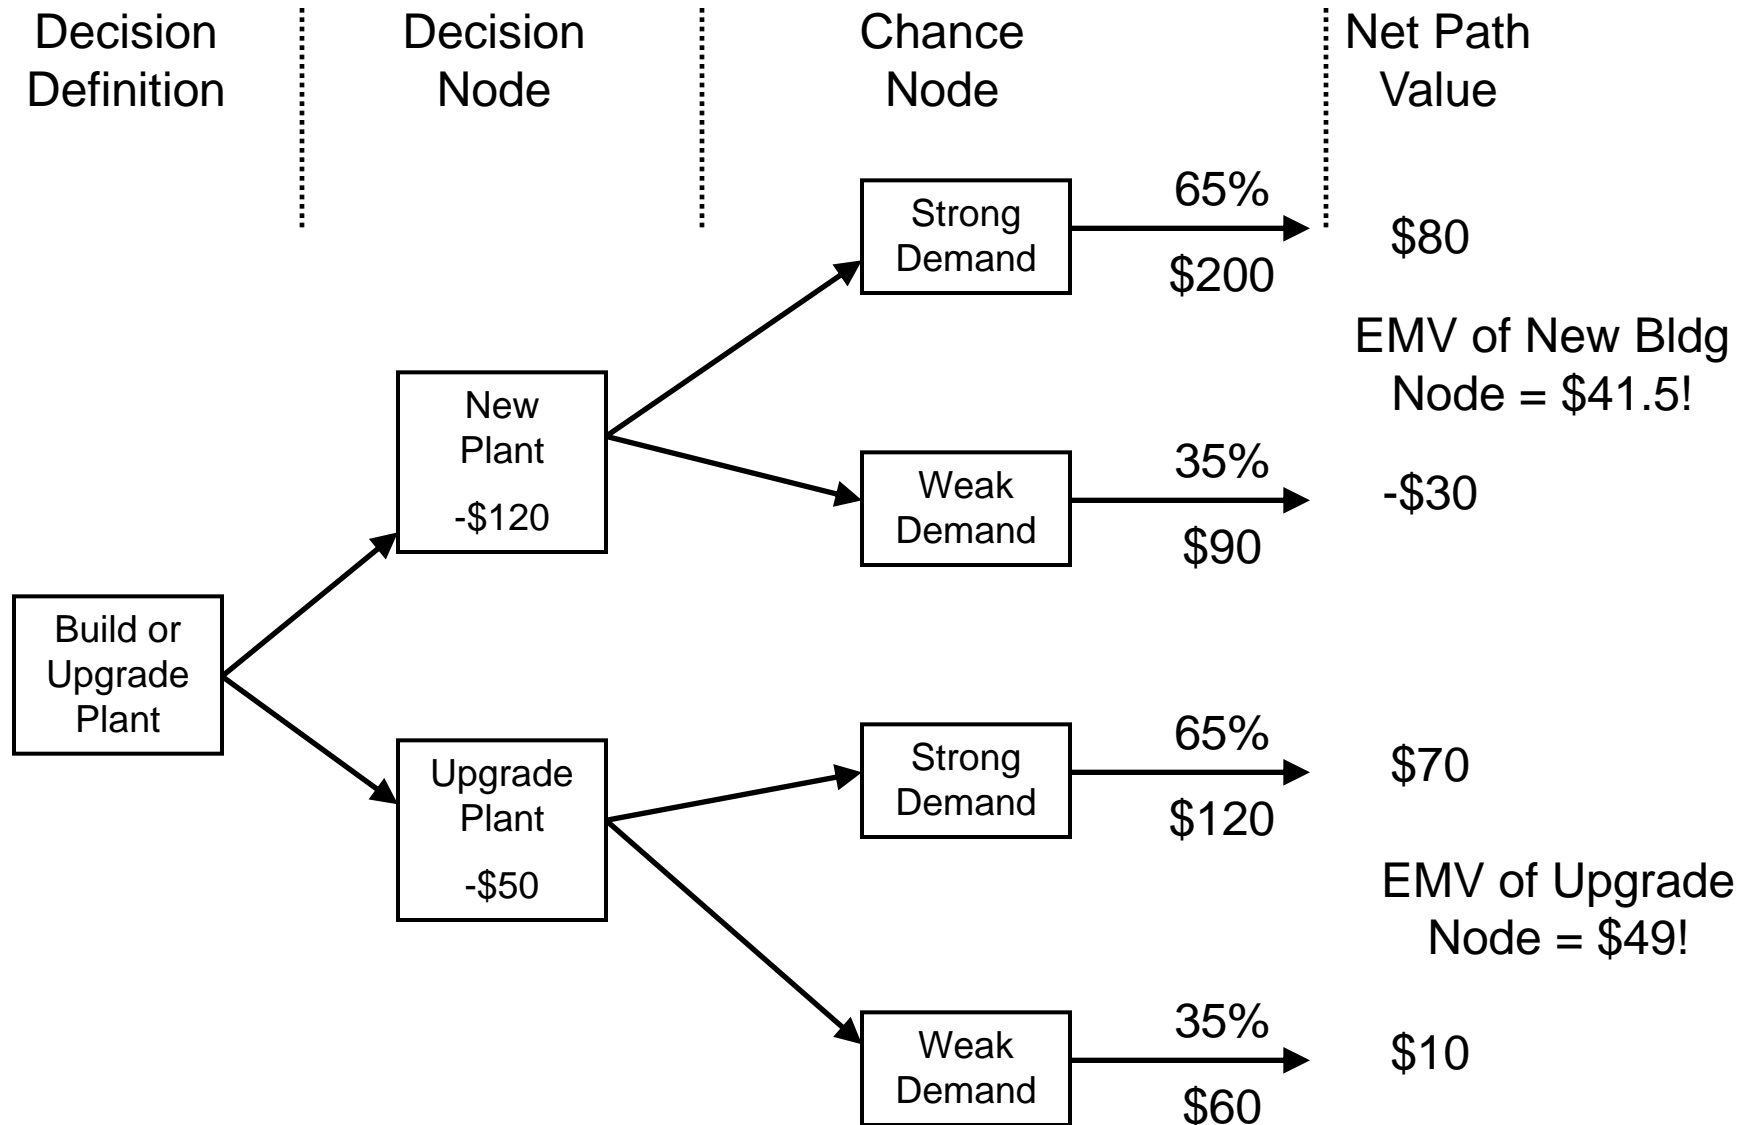 Decision
Definition
Decision
Node
Chance
Node
Net Path
Value
Build or
Upgrade
Plant
New
Plant
-$120
Strong
Demand
65%
$200
$80
EMV of New Bldg
Node = $41.5!
Weak
Demand
35%
$90
-$30
Upgrade
Plant
-$50
Strong
Demand
65%
$120
$70
EMV of Upgrade
Node = $49!
Weak
Demand
35%
$60
$10